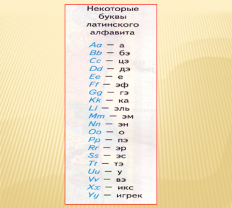 Некоторые
буквы
латинского
алфавита
Aa – а
Bb – бэ
Cc – цэ
Dd – дэ
Ee – е
Ff – эф
Gg – гэ
Kk – ка
Ll – эль
Mm – эм
Nn – эн
Oo – о
Pp – пэ
Rr – эр
Ss – эс
Tt – тэ
Uu – у
Vv – вэ
Xx – икс
Yy – игрек